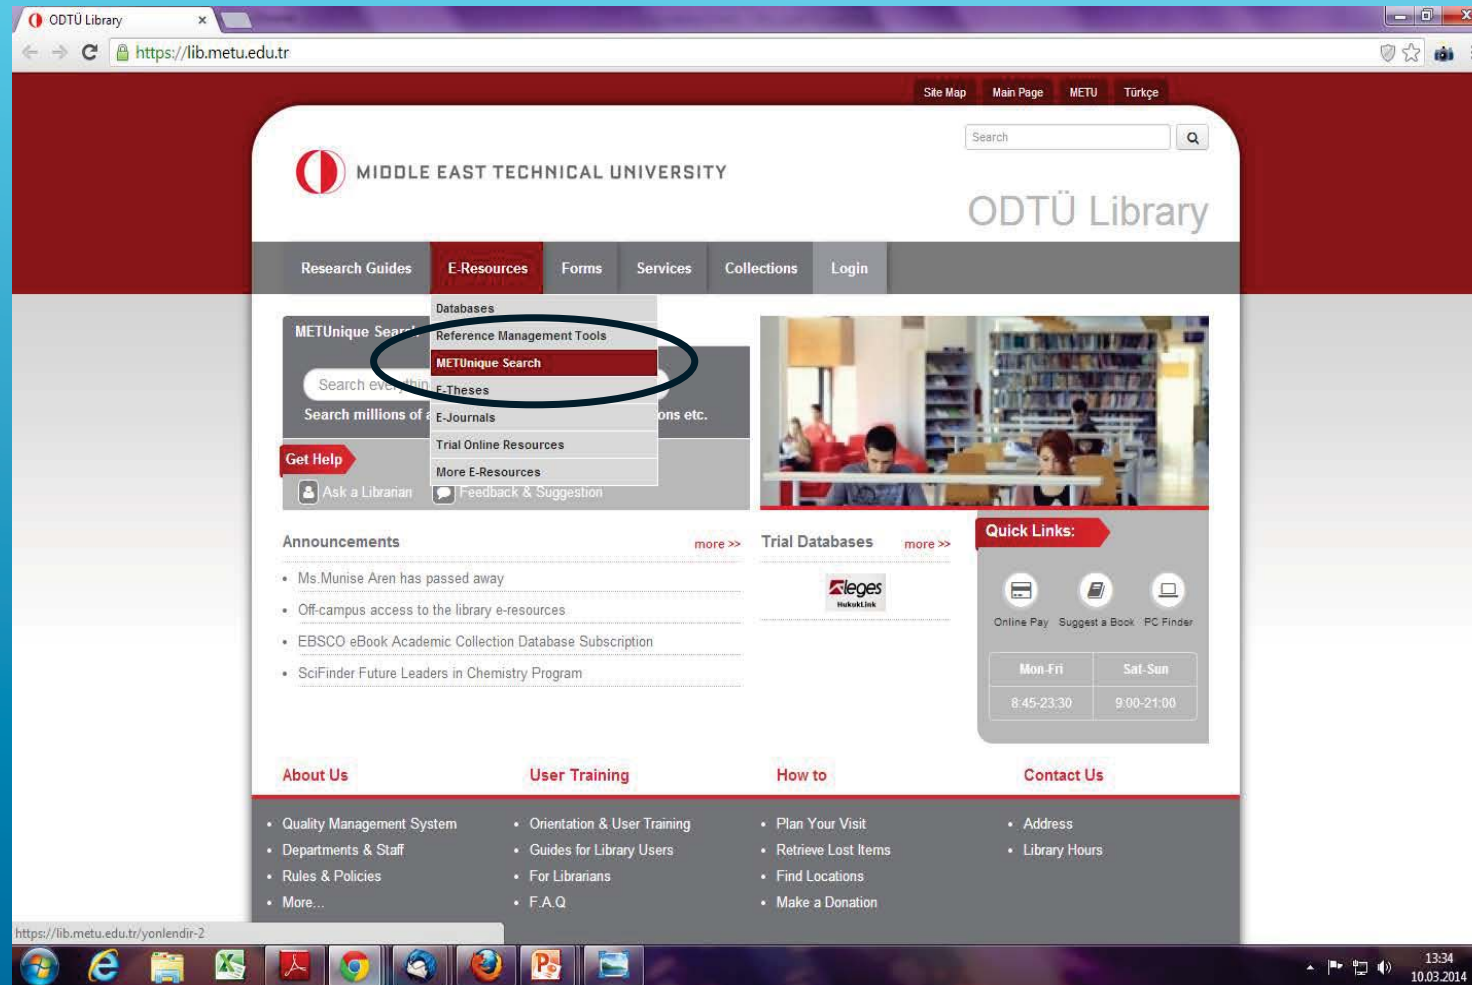 ODTÜ Library
https://lib.metu.edu.tr
Site Map Main Page METU Türkçe
Search
MIDDLE EAST TECHNICAL UNIVERSITY
ODTÜ Library
Research Guides E-Resources Forms Services Collections Login
Databases
METUnique Search
Reference Management Tools
METUnique Search
Search everythin
E-Theses
Search millions of a
ons etc.
E-Journals
Trial Online Resources
Get Help
More E-Resources
Ask a Librarian Feedback & Suggestion
Quick Links:
Announcements more >> Trial Databases more >>
Ms.Munise Aren has passed away
leges
HukukLink
Off-campus access to the library e-resources
Online Pay Suggest a Book PC Finder
EBSCO eBook Academic Collection Database Subscription
SciFinder Future Leaders in Chemistry Program
Mon-Fri Sat-Sun
8:45-23:30 9:00-21:00
About Us User Training How to Contact Us
• Quality Management System • Orientation & User Training • Plan Your Visit • Address
• Departments & Staff • Guides for Library Users • Retrieve Lost Items • Library Hours
• Rules & Policies • For Librarians • Find Locations
• More... • F.A.Q • Make a Donation
https://lib.metu.edu.tr/yonlendir-2
13:34
10.03.2014